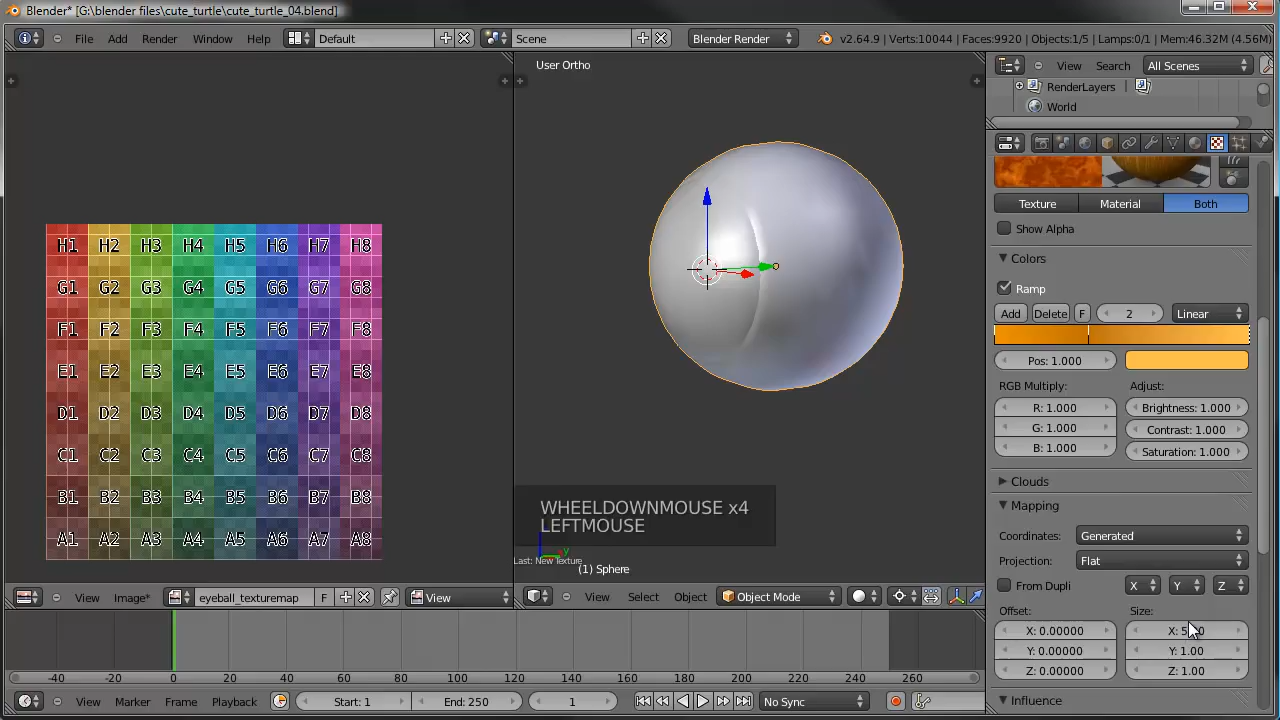 Blender* [G:\blender files\cute_turtle\cute_turtle_04.blend]
File Add Render Window Help Default Scene Blender Render v2.64.9 | Verts:10044 | Faces:9920 | Objects:1/5 | Lamps:0/1 | Mem:46.32M (4.56M)
User Ortho
View Search All Scenes
RenderLayers |
World
Texture Material Both
Show Alpha
Colors
Ramp
Add Delete F 2 Linear
Pos: 1.000
RGB Multiply: Adjust:
R: 1.000 Brightness: 1.000
G: 1.000 Contrast: 1.000
B: 1.000 Saturation: 1.000
Clouds
Mapping
Coordinates: Generated
Projection: Flat
From Dupli X Y Z
Offset: Size:
X: 0.00000
Y: 0.00000 Y: 1.00
Z: 0.00000 Z: 1.00
Influence
H1 H2 H3 H4 H5 H6 H7 H8
G1 G2 G3 G4 G5 G6 G7 G8
F1 F2 F3 F4 F5 F6 F7 F8
E1 E2 E3 E4 E5 E6 E7 E8
D1 D2 D3 D4 D5 D6 D7 D8
C1 C2 C3 C4 C5 C6 C7 C8
B1 B2 B3 B4 B5 B6 B7 B8
A1 A2 A3 A4 A5 A6 A7 A8
WHEELDOWNMOUSE x4
LEFTMOUSE
y
Last: New Texture
(1) Sphere
View Image* eyeball_texturemap F View
View Select Object Object Mode
-40 -20 0 20 40 60 80 100 120 140 160 180 200 220 240 260
View Marker Frame Playback Start: 1 End: 250 1 No Sync